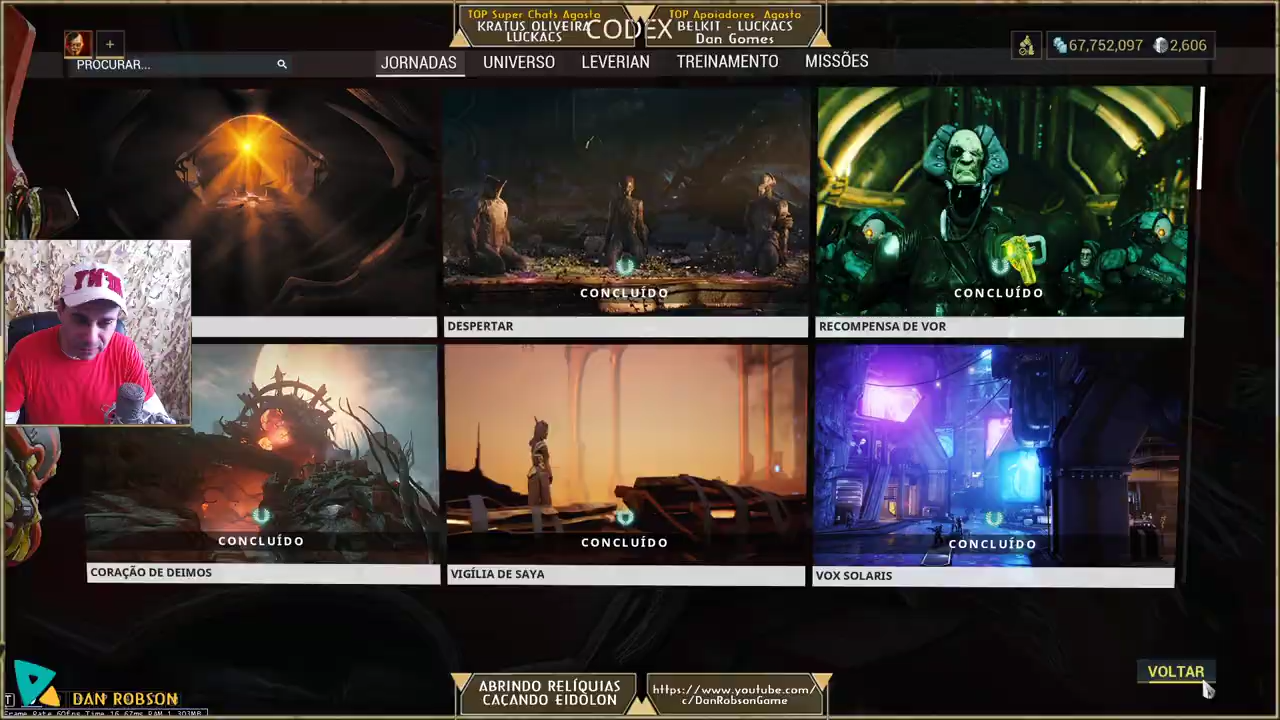 TOP Super Chats Agosto
KRATUS OLIVEIRA
LUCKACS
CODEX
TOP Apoiadores Agosto
BELKIT - LUCKACS
Dan Gomes
+
67,752,097
2,606
PROCURAR...
JORNADAS
UNIVERSO
LEVERIAN
TREINAMENTO
MISSÕES
CONCLUÍDO
CONCLUÍDO
DESPERTAR
RECOMPENSA DE VOR
CONCLUÍDO
CONCLUÍDO
CONCLUÍDO
CORAÇÃO DE DEIMOS
VIGÍLIA DE SAYA
VOX SOLARIS
VOLTAR
DAN ROBSON
ABRINDO RELÍQUIAS
CAÇANDO EIDOLON
https://www.youtube.com/
c/DanRobsonGame